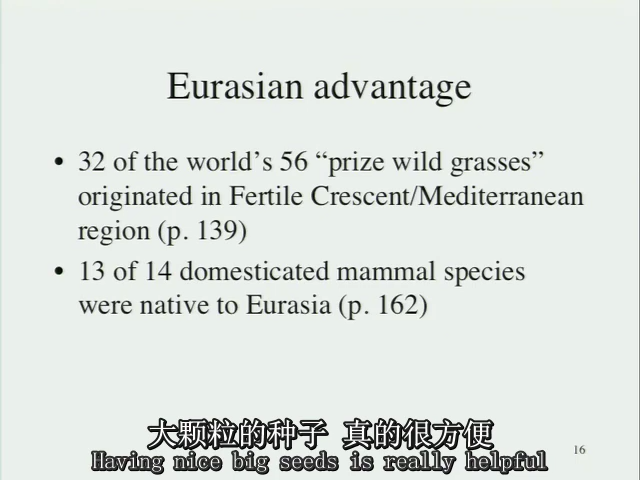 Eurasian advantage
• 32 of the world's 56 “prize wild grasses”
originated in Fertile Crescent/Mediterranean
region (p. 139)
• 13 of 14 domesticated mammal species
were native to Eurasia (p. 162)
大颗粒的种子 真的很方便
Having nice big seeds is really helpful
16